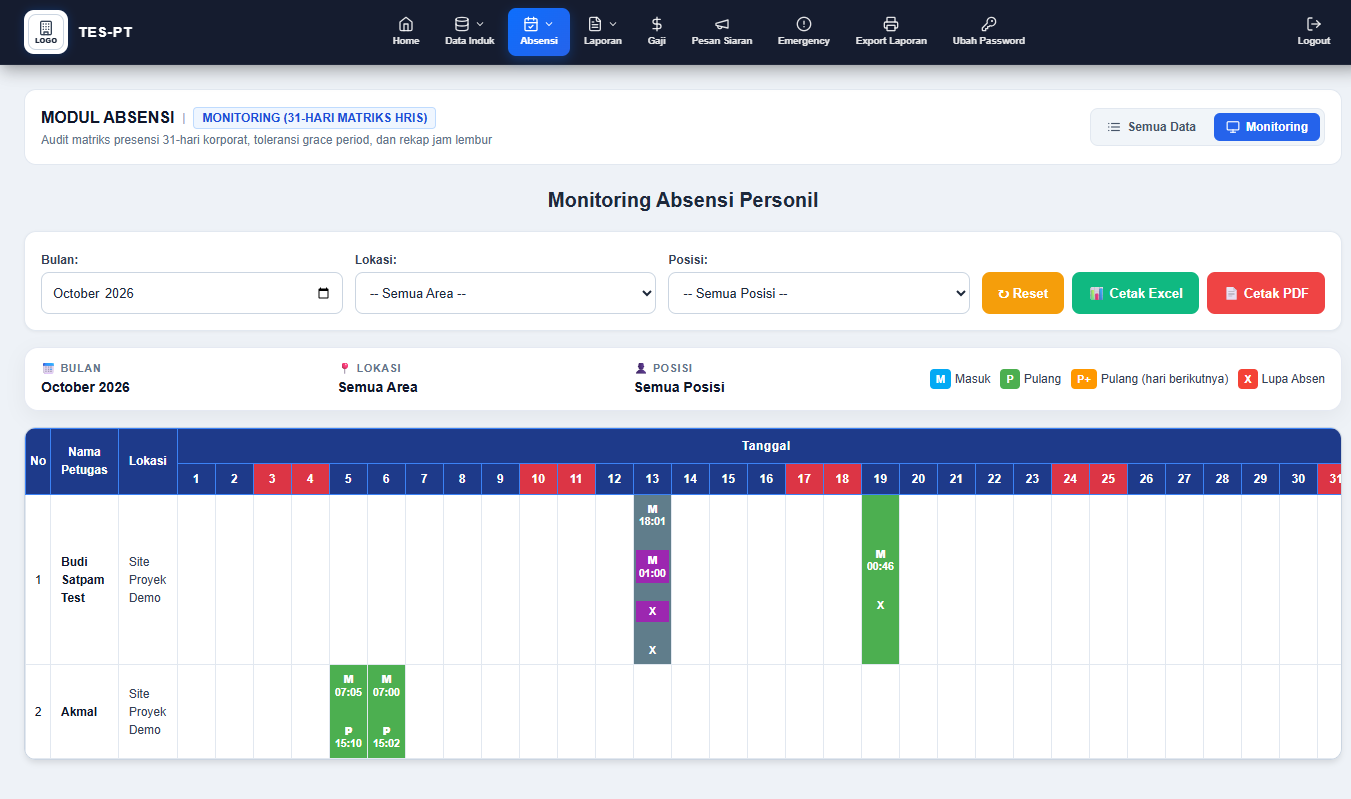 LOGO
TES-PT
Home
Data Induk
Absensi
Laporan
Gaji
Pesan Siaran
Emergency
Export Laporan
Ubah Password
Logout
MODUL ABSENSI | MONITORING (31-HARI MATRIKS HRIS)
Audit matriks presensi 31-hari korporat, toleransi grace period, dan rekap jam lembur
Semua Data
Monitoring
Monitoring Absensi Personil
Bulan:
October 2026
Lokasi:
-- Semua Area --
Posisi:
-- Semua Posisi --
↻ Reset
Cetak Excel
Cetak PDF
BULAN
October 2026
LOKASI
Semua Area
POSISI
Semua Posisi
M Masuk
P Pulang
P+ Pulang (hari berikutnya)
X Lupa Absen
No
Nama
Petugas
Lokasi
Tanggal
1 2 3 4 5 6 7 8 9 10 11 12 13 14 15 16 17 18 19 20 21 22 23 24 25 26 27 28 29 30 31
1
Budi
Satpam
Test
Site
Proyek
Demo
M
18:01
M
01:00
X
X
M
00:46
X
2
Akmal
Site
Proyek
Demo
M
07:05
P
15:10
M
07:00
P
15:02